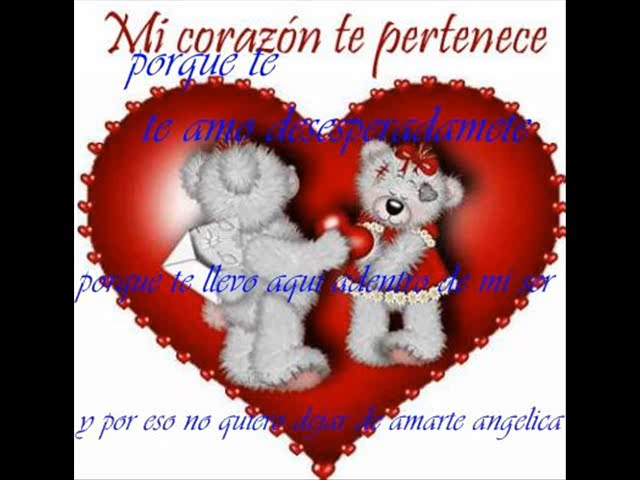 Mi corazón te pertenece
porque te
te amo desesperadamete
porque te llevo aqui adentro de mi ser
y por eso no quiero dejar de amarte angelica